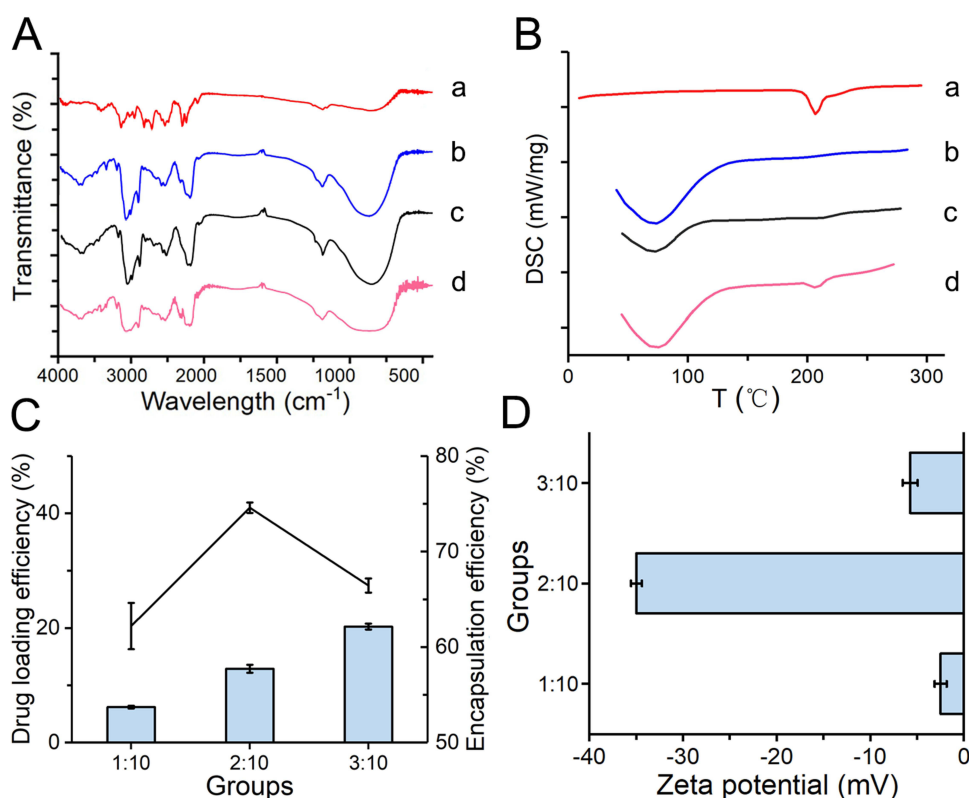 A
Transmittance (%)
a
b
c
d
4000 3000 2000 1500 1000 500
Wavelength (cm-1)
B
DSC (mW/mg)
a
b
c
d
0 100 200 300
T (℃)
C
Drug loading efficiency (%)
40
20
0
80
70
60
50
Encapsulation efficiency (%)
1:10 2:10 3:10
Groups
D
Groups
3:10
2:10
1:10
-40 -30 -20 -10 0
Zeta potential (mV)